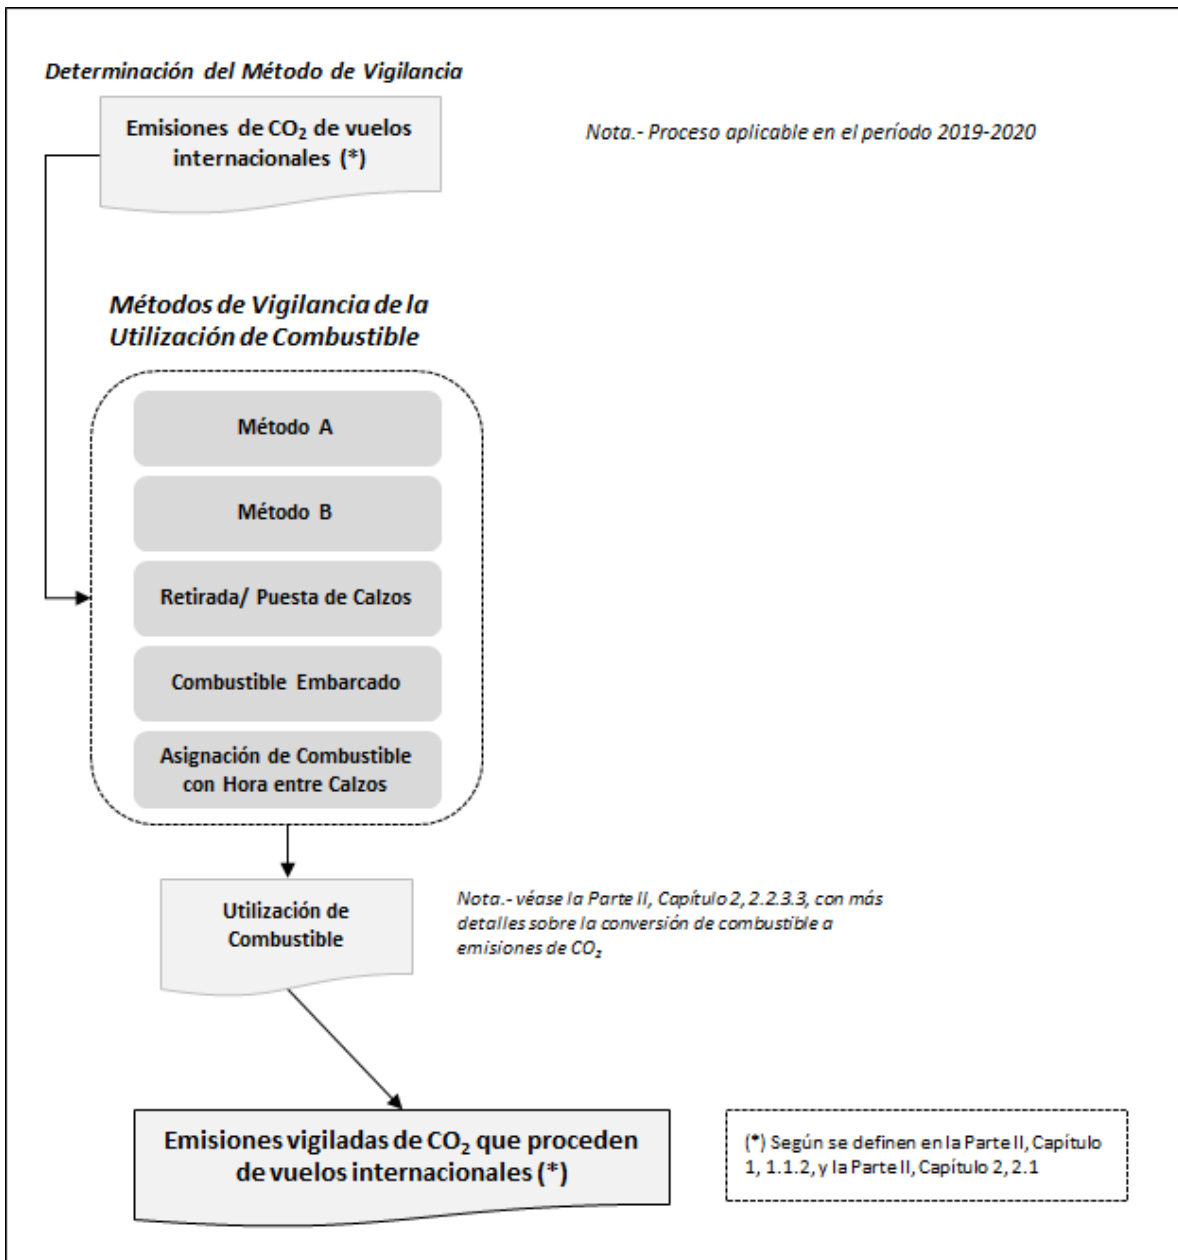 Determinación del Método de Vigilancia
Emisiones de CO₂ de vuelos
internacionales (*)
Nota.- Proceso aplicable en el período 2019-2020
Métodos de Vigilancia de la
Utilización de Combustible
Método A
Método B
Retirada/ Puesta de Calzos
Combustible Embarcado
Asignación de Combustible
con Hora entre Calzos
Utilización de
Combustible
Nota.- véase la Parte II, Capítulo 2, 2.2.3.3, con más
detalles sobre la conversión de combustible a
emisiones de CO₂
Emisiones vigiladas de CO₂ que proceden
de vuelos internacionales (*)
(*) Según se definen en la Parte II, Capítulo
1, 1.1.2, y la Parte II, Capítulo 2, 2.1